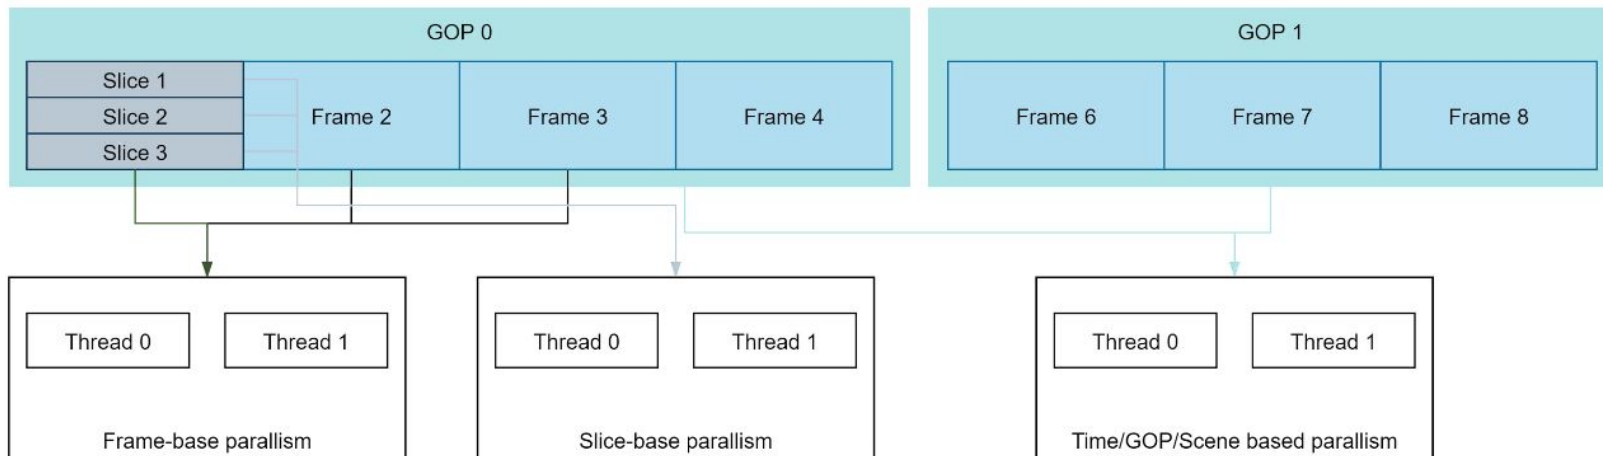 GOP 0
GOP 1
Slice 1
Slice 2
Slice 3
Frame 2
Frame 3
Frame 4
Frame 6
Frame 7
Frame 8
Thread 0
Thread 1
Thread 0
Thread 1
Thread 0
Thread 1
Frame-base parallism
Slice-base parallism
Time/GOP/Scene based parallism